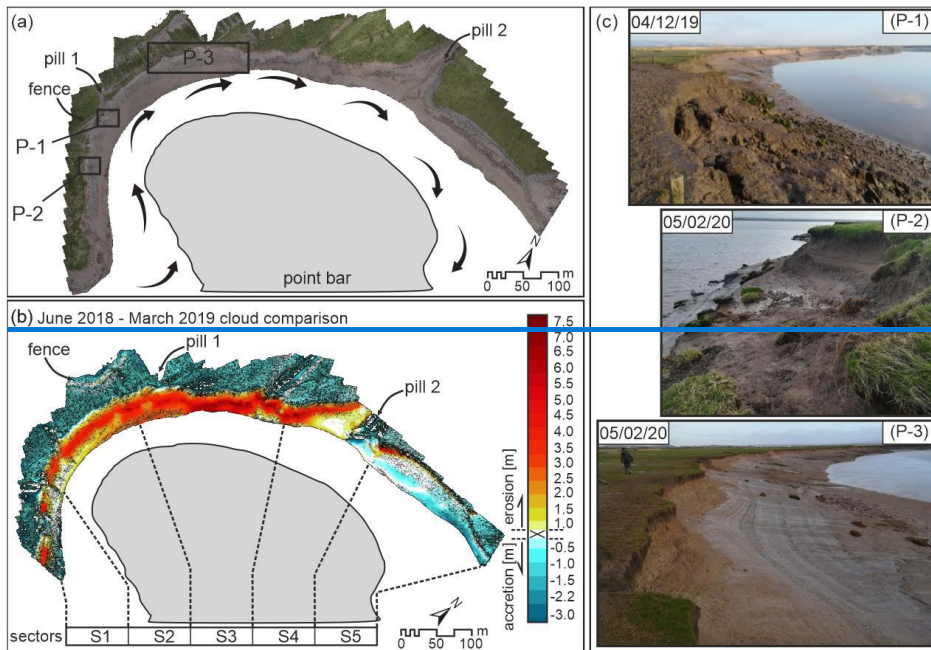 (a)
pill 2
P-3
pill 1
fence
P-1
P-2
N
point bar
0 100 m
(b) June 2018 - March 2019 cloud comparison
fence
pill 1
pill 2
7.5
7.0
6.5
6.0
5.5
5.0
4.5
4.0
3.5
3.0
2.5
2.0
1.5
1.0
-0.5
-1.0
-1.5
-2.2
-3.0
erosion [m]
accretion [m]
N
sectors S1 S2 S3 S4 S5
0 100 m
(c)
04/12/19 (P-1)
05/02/20 (P-2)
05/02/20 (P-3)